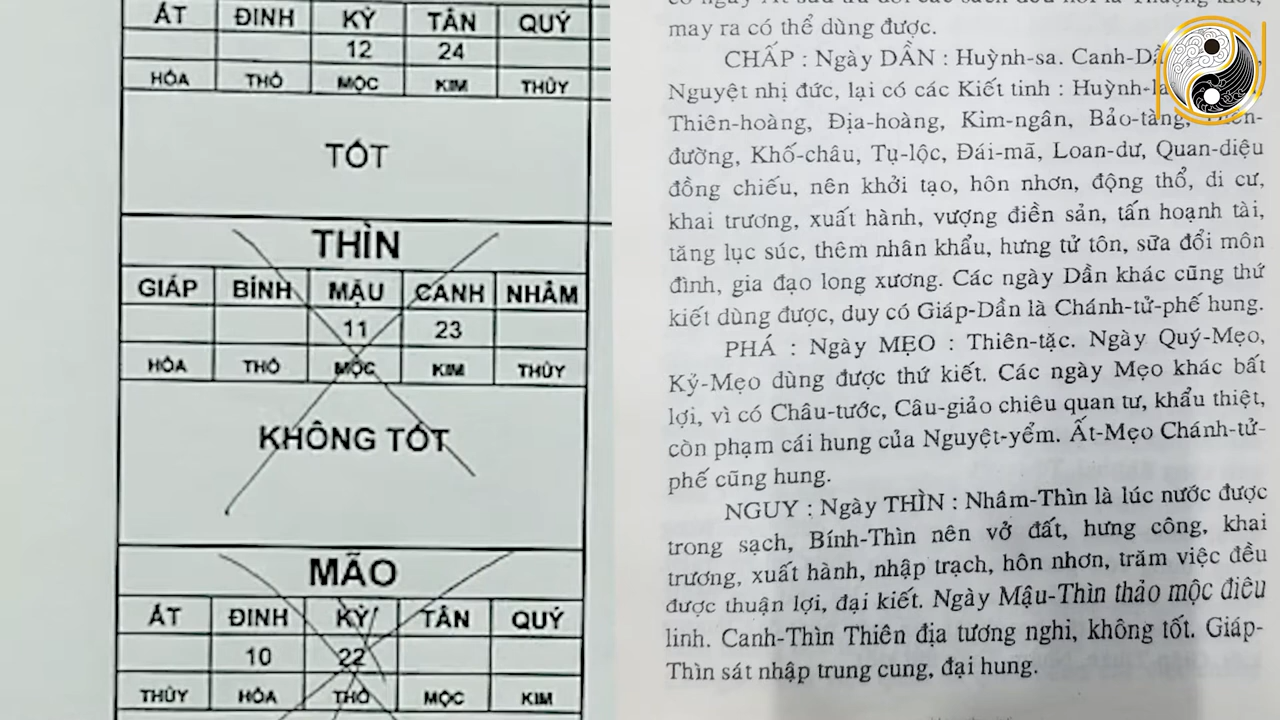 ẤT ĐINH KỶ TÂN QUÝ
12 24
HỎA THỔ MỘC KIM THỦY
TỐT
THÌN
GIÁP BÍNH MẬU CANH NHÂM
11 23
HỎA THỔ MỘC KIM THỦY
KHÔNG TỐT
MÃO
ẤT ĐINH KỶ TÂN QUÝ
10 22
THỦY HỎA THỔ MỘC KIM
may ra có thể dùng được.
CHẤP : Ngày DẦN : Huỳnh-sa. Canh-Dần,
Nguyệt nhị đức, lại có các Kiết tinh :
Thiên-hoàng, Địa-hoàng, Kim-ngân, Bảo-tàng,
đường, Khố-châu, Tụ-lộc, Đái-mã, Loan-dư, Quan-diệu
đồng chiếu, nên khởi tạo, hôn nhơn, động thổ, di cư,
khai trương, xuất hành, vượng điền sản, tấn hoạnh tài,
tăng lục súc, thêm nhân khẩu, hưng tử tôn, sữa đổi môn
đình, gia đạo long xương. Các ngày Dần khác cũng thứ
kiết dùng được, duy có Giáp-Dần là Chánh-tử-phế hung.
PHÁ : Ngày MẸO : Thiên-tặc. Ngày Quý-Mẹo,
Kỷ-Mẹo dùng được thứ kiết. Các ngày Mẹo khác bất
lợi, vì có Châu-tước, Câu-giảo chiêu quan tư, khẩu thiệt,
còn phạm cái hung của Nguyệt-yểm. Ất-Mẹo Chánh-tử-
phế cũng hung.
NGUY : Ngày THÌN : Nhâm-Thìn là lúc nước được
trong sạch, Bính-Thìn nên vở đất, hưng công, khai
trương, xuất hành, nhập trạch, hôn nhơn, trăm việc đều
được thuận lợi, đại kiết. Ngày Mậu-Thìn thảo mộc điêu
linh. Canh-Thìn Thiên địa tương nghi, không tốt. Giáp-
Thìn sát nhập trung cung, đại hung.